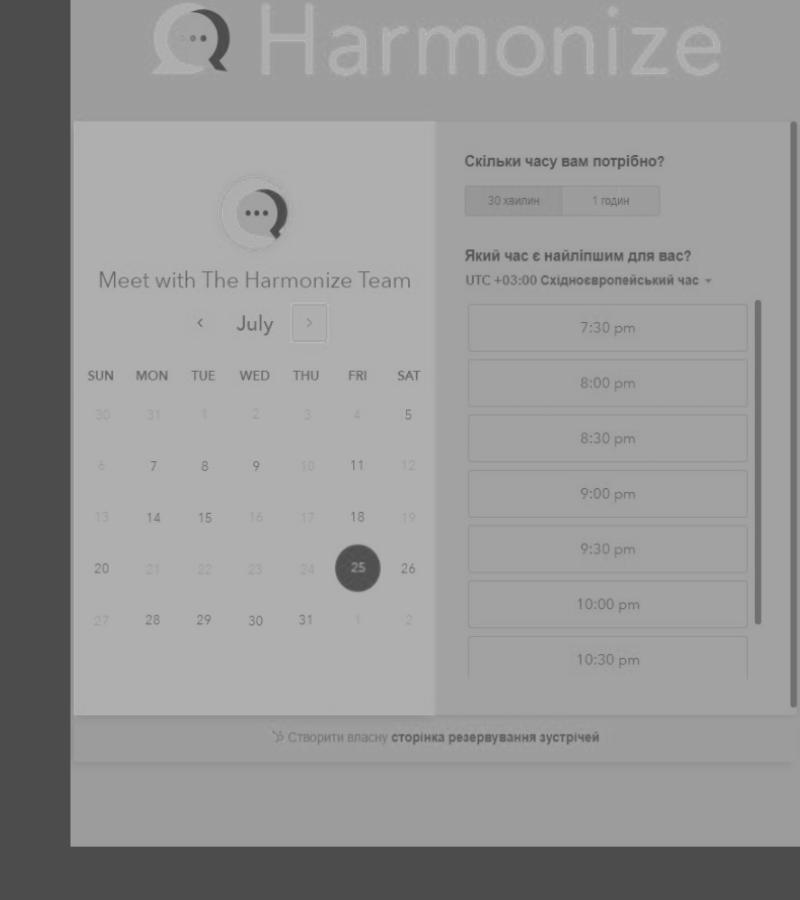 Harmonize
Meet with The Harmonize Team
July
SUN MON TUE WED THU FRI SAT
30 31 1 2 3 4 5
6 7 8 9 10 11 12
13 14 15 16 17 18 19
20 21 22 23 24 25 26
27 28 29 30 31 1 2
Скільки часу вам потрібно?
30 хвилин 1 годин
Який час є найліпшим для вас?
UTC +03:00 Східноєвропейський час
7:30 pm
8:00 pm
8:30 pm
9:00 pm
9:30 pm
10:00 pm
10:30 pm
Створити власну сторінка резервування зустрічей